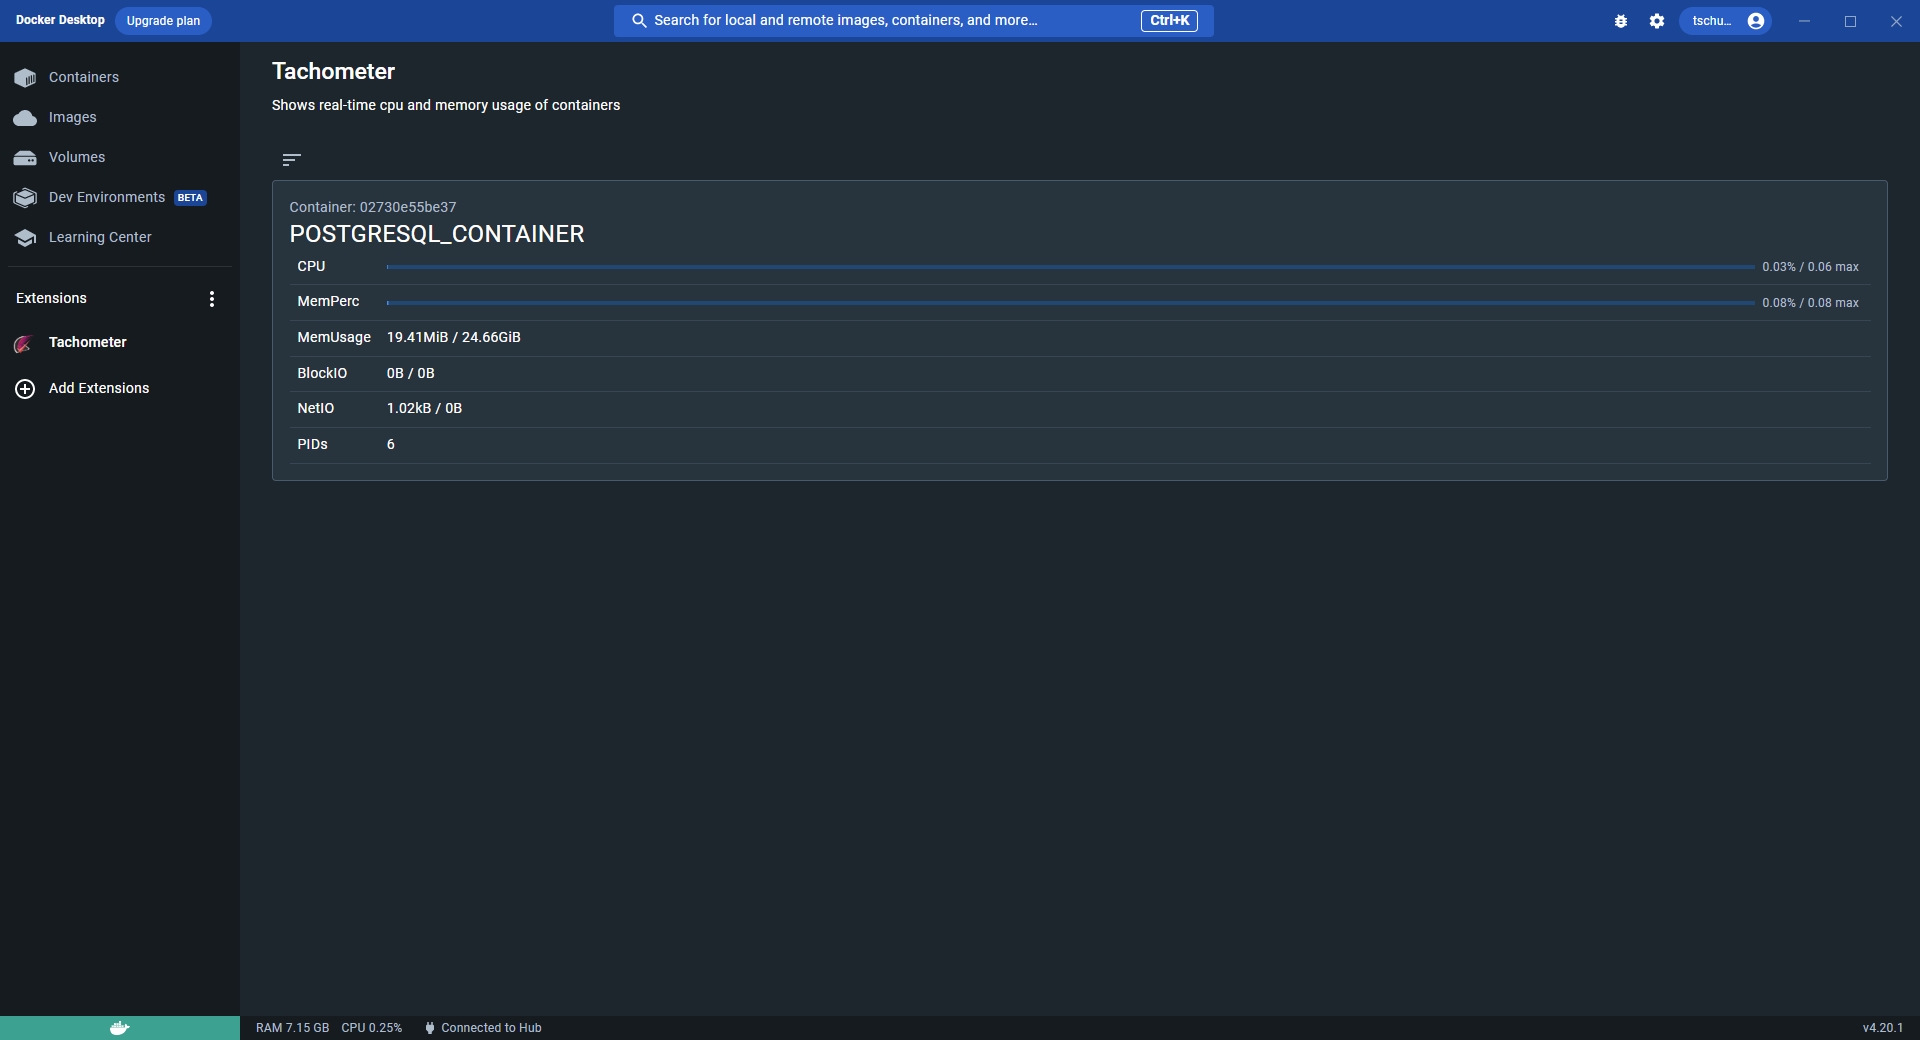 Docker Desktop
Upgrade plan
Search for local and remote images, containers, and more...
Ctrl+K
tschu...
Containers
Images
Volumes
Dev Environments BETA
Learning Center
Extensions
Tachometer
Add Extensions
Tachometer
Shows real-time cpu and memory usage of containers
Container: 02730e55be37
POSTGRESQL_CONTAINER
CPU 0.03% / 0.06 max
MemPerc 0.08% / 0.08 max
MemUsage 19.41MiB / 24.66GiB
BlockIO 0B / 0B
NetIO 1.02kB / 0B
PIDs 6
RAM 7.15 GB CPU 0.25% Connected to Hub
v4.20.1